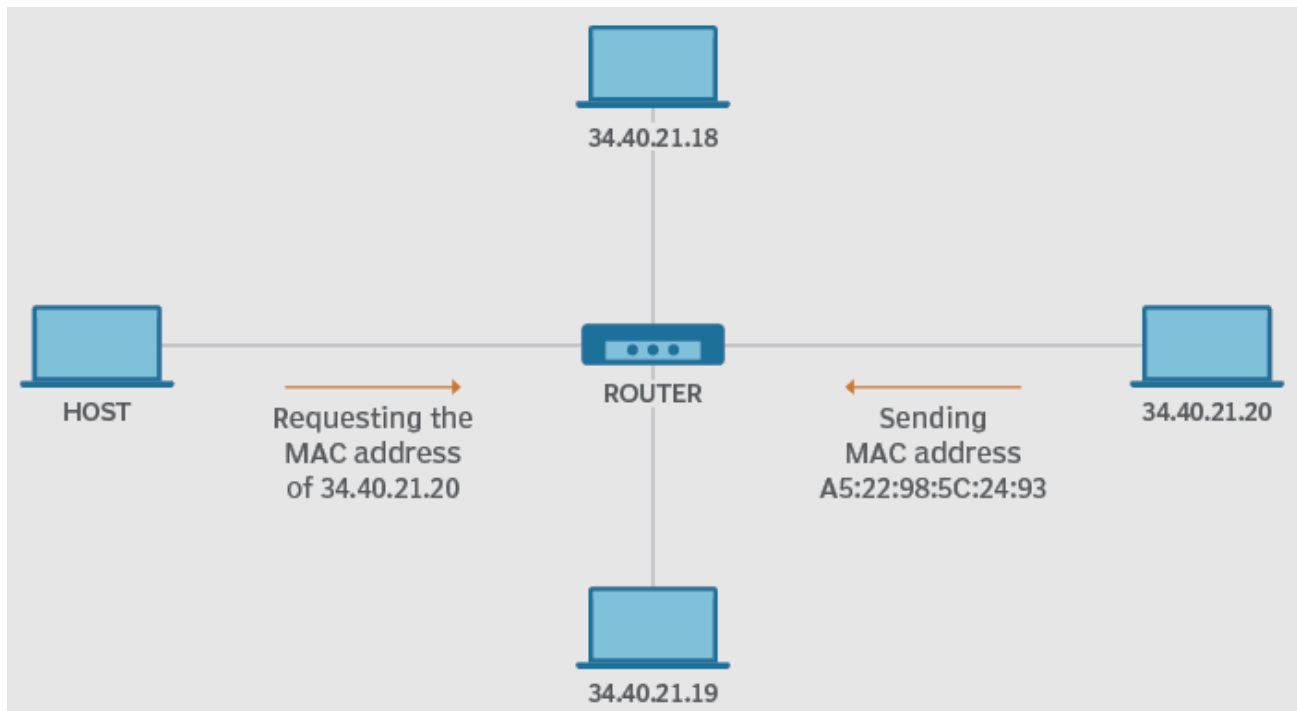 34.40.21.18
HOST
Requesting the
MAC address
of 34.40.21.20
ROUTER
Sending
MAC address
A5:22:98:5C:24:93
34.40.21.20
34.40.21.19